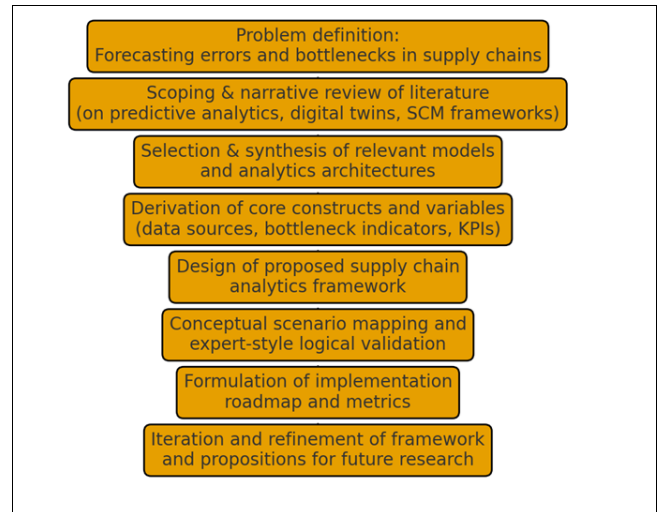 Problem definition:
Forecasting errors and bottlenecks in supply chains
Scoping & narrative review of literature
(on predictive analytics, digital twins, SCM frameworks)
Selection & synthesis of relevant models
and analytics architectures
Derivation of core constructs and variables
(data sources, bottleneck indicators, KPIs)
Design of proposed supply chain
analytics framework
Conceptual scenario mapping and
expert-style logical validation
Formulation of implementation
roadmap and metrics
Iteration and refinement of framework
and propositions for future research